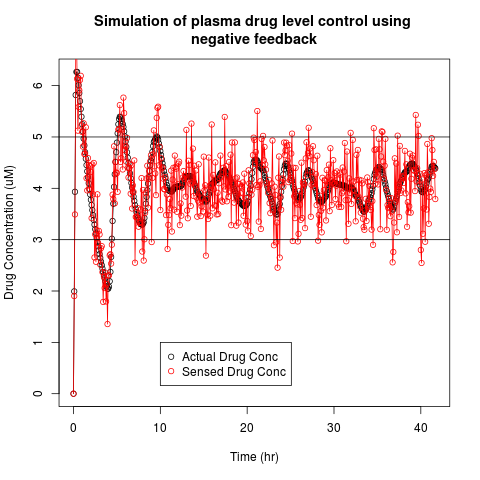 Simulation of plasma drug level control using
negative feedback
Drug Concentration (uM)
6
5
4
3
2
1
0
Actual Drug Conc
Sensed Drug Conc
0 10 20 30 40
Time (hr)